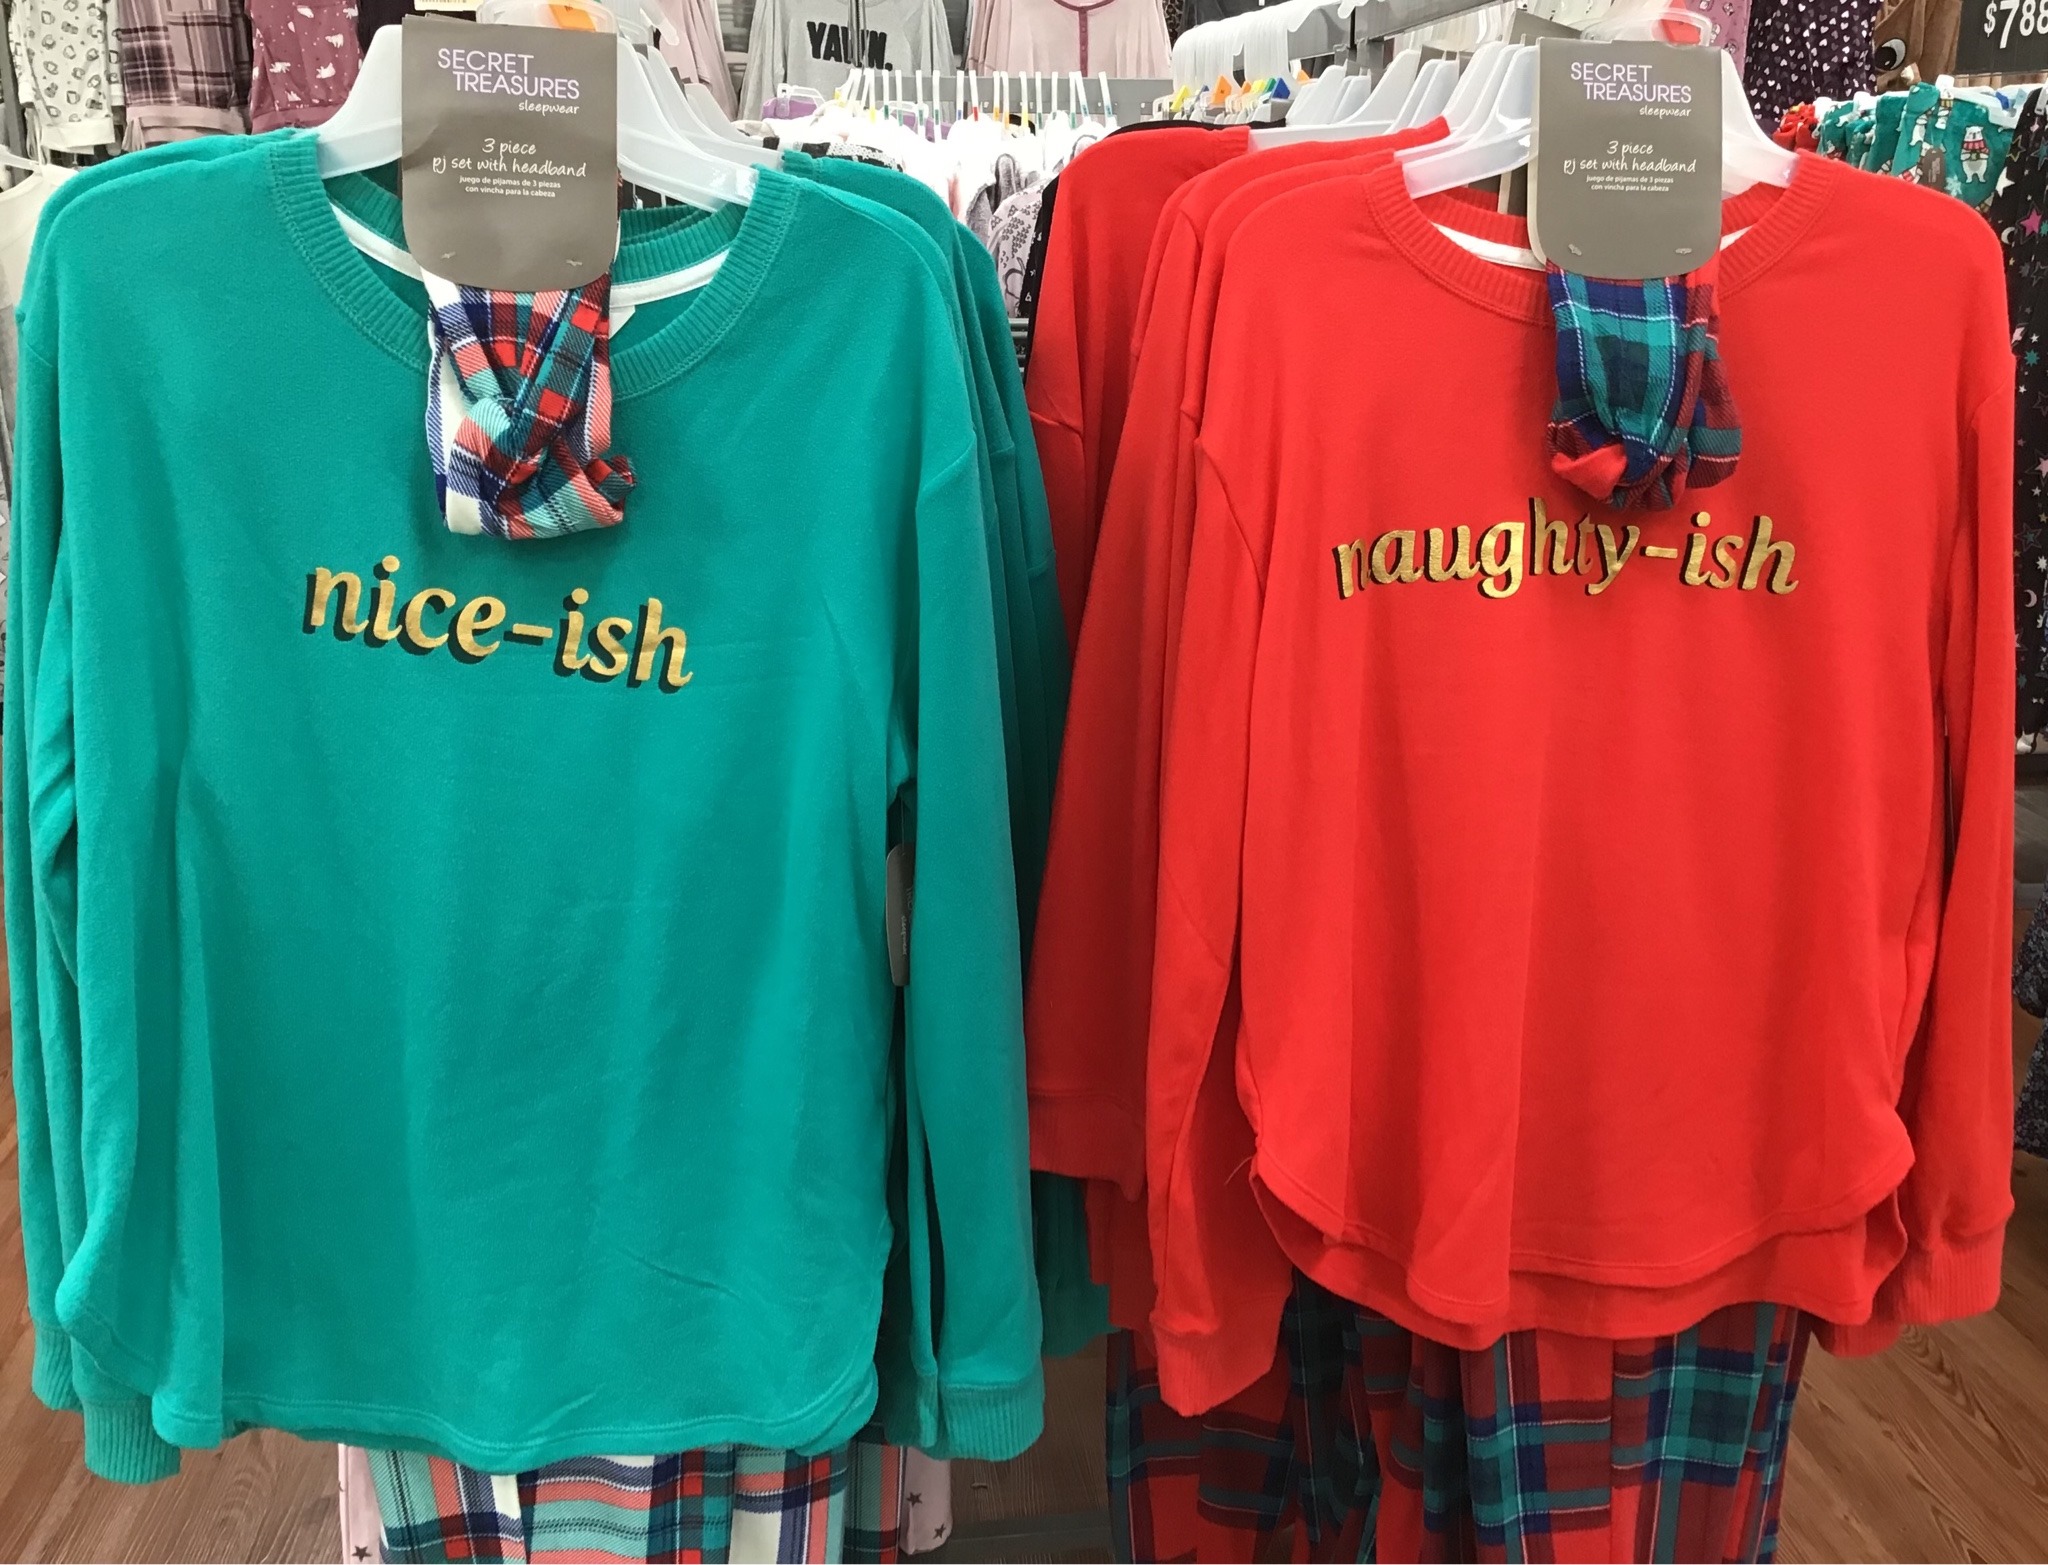 YAWN.
$788
SECRET
TREASURES
sleepwear
3 piece
pj set with headband
juego de pijamas de 3 piezas
con vincha para la cabeza
nice-ish
SECRET
TREASURES
sleepwear
3 piece
pj set with headband
juego de pijamas de 3 piezas
con vincha para la cabeza
naughty-ish